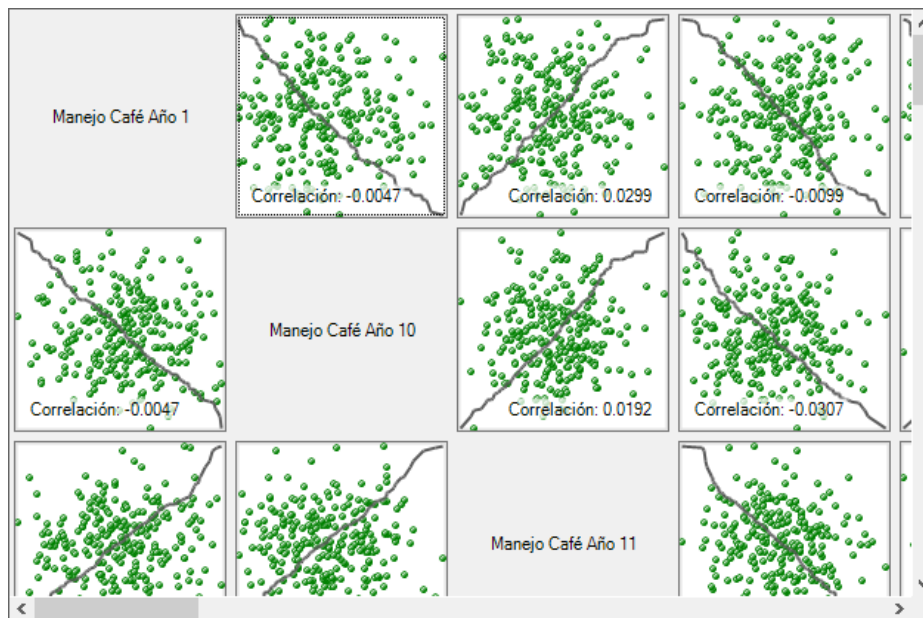 Manejo Café Año 1
Correlación: -0.0047
Correlación: 0.0299
Correlación: -0.0099
Manejo Café Año 10
Correlación: -0.0047
Correlación: 0.0192
Correlación: -0.0307
Manejo Café Año 11